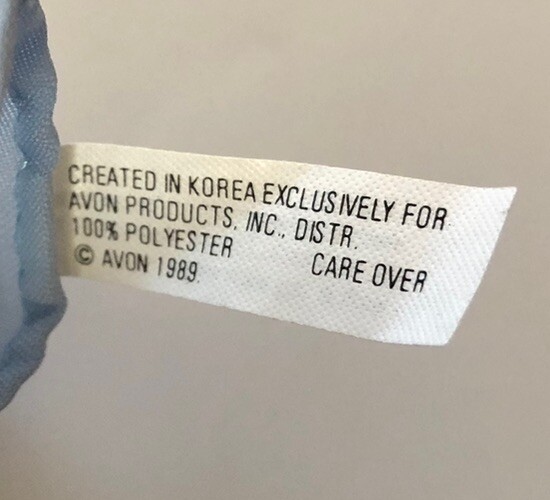 CREATED IN KOREA EXCLUSIVELY FOR
AVON PRODUCTS, INC., DISTR.
100% POLYESTER
CARE OVER
© AVON 1989.